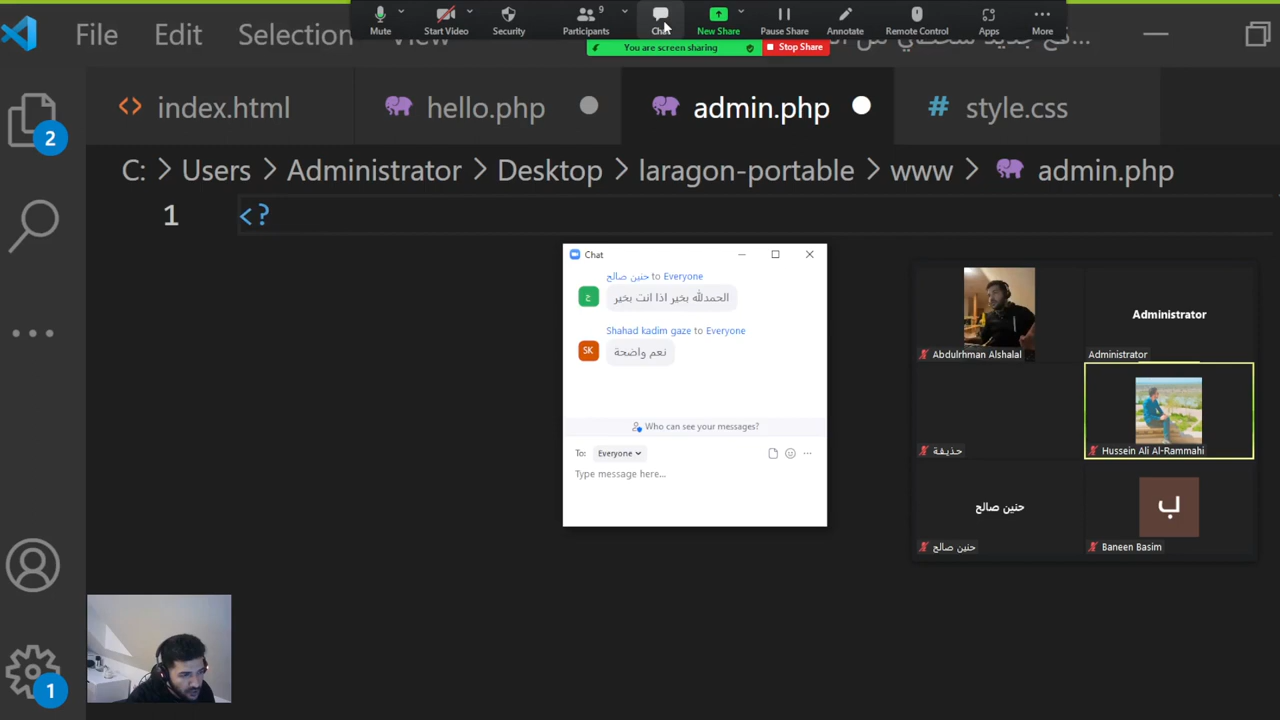 Mute
Start Video
Security
Participants
9
Chat
New Share
Pause Share
Annotate
Remote Control
Apps
More
You are screen sharing
Stop Share
File
Edit
Selection
View
index.html
hello.php
admin.php
style.css
C: > Users > Administrator > Desktop > laragon-portable > www > admin.php
1
<?
2
1
Chat
حنين صالح to Everyone
ح
الحمدلله بخير اذا انت بخير
Shahad kadim gaze to Everyone
SK
نعم واضحة
Who can see your messages?
To: Everyone
Type message here...
Abdulrhman Alshalal
Administrator
Administrator
حذيفة
Hussein Ali Al-Rammahi
حنين صالح
حنين صالح
ب
Baneen Basim